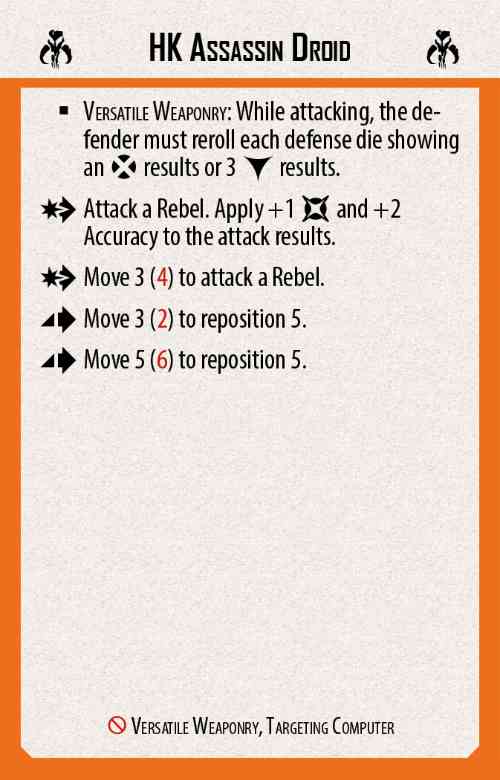 HK Assassin Droid
▪ Versatile Weaponry: While attacking, the de-
fender must reroll each defense die showing
an results or 3 results.
Attack a Rebel. Apply +1 and +2
Accuracy to the attack results.
Move 3 (4) to attack a Rebel.
Move 3 (2) to reposition 5.
Move 5 (6) to reposition 5.
Versatile Weaponry, Targeting Computer